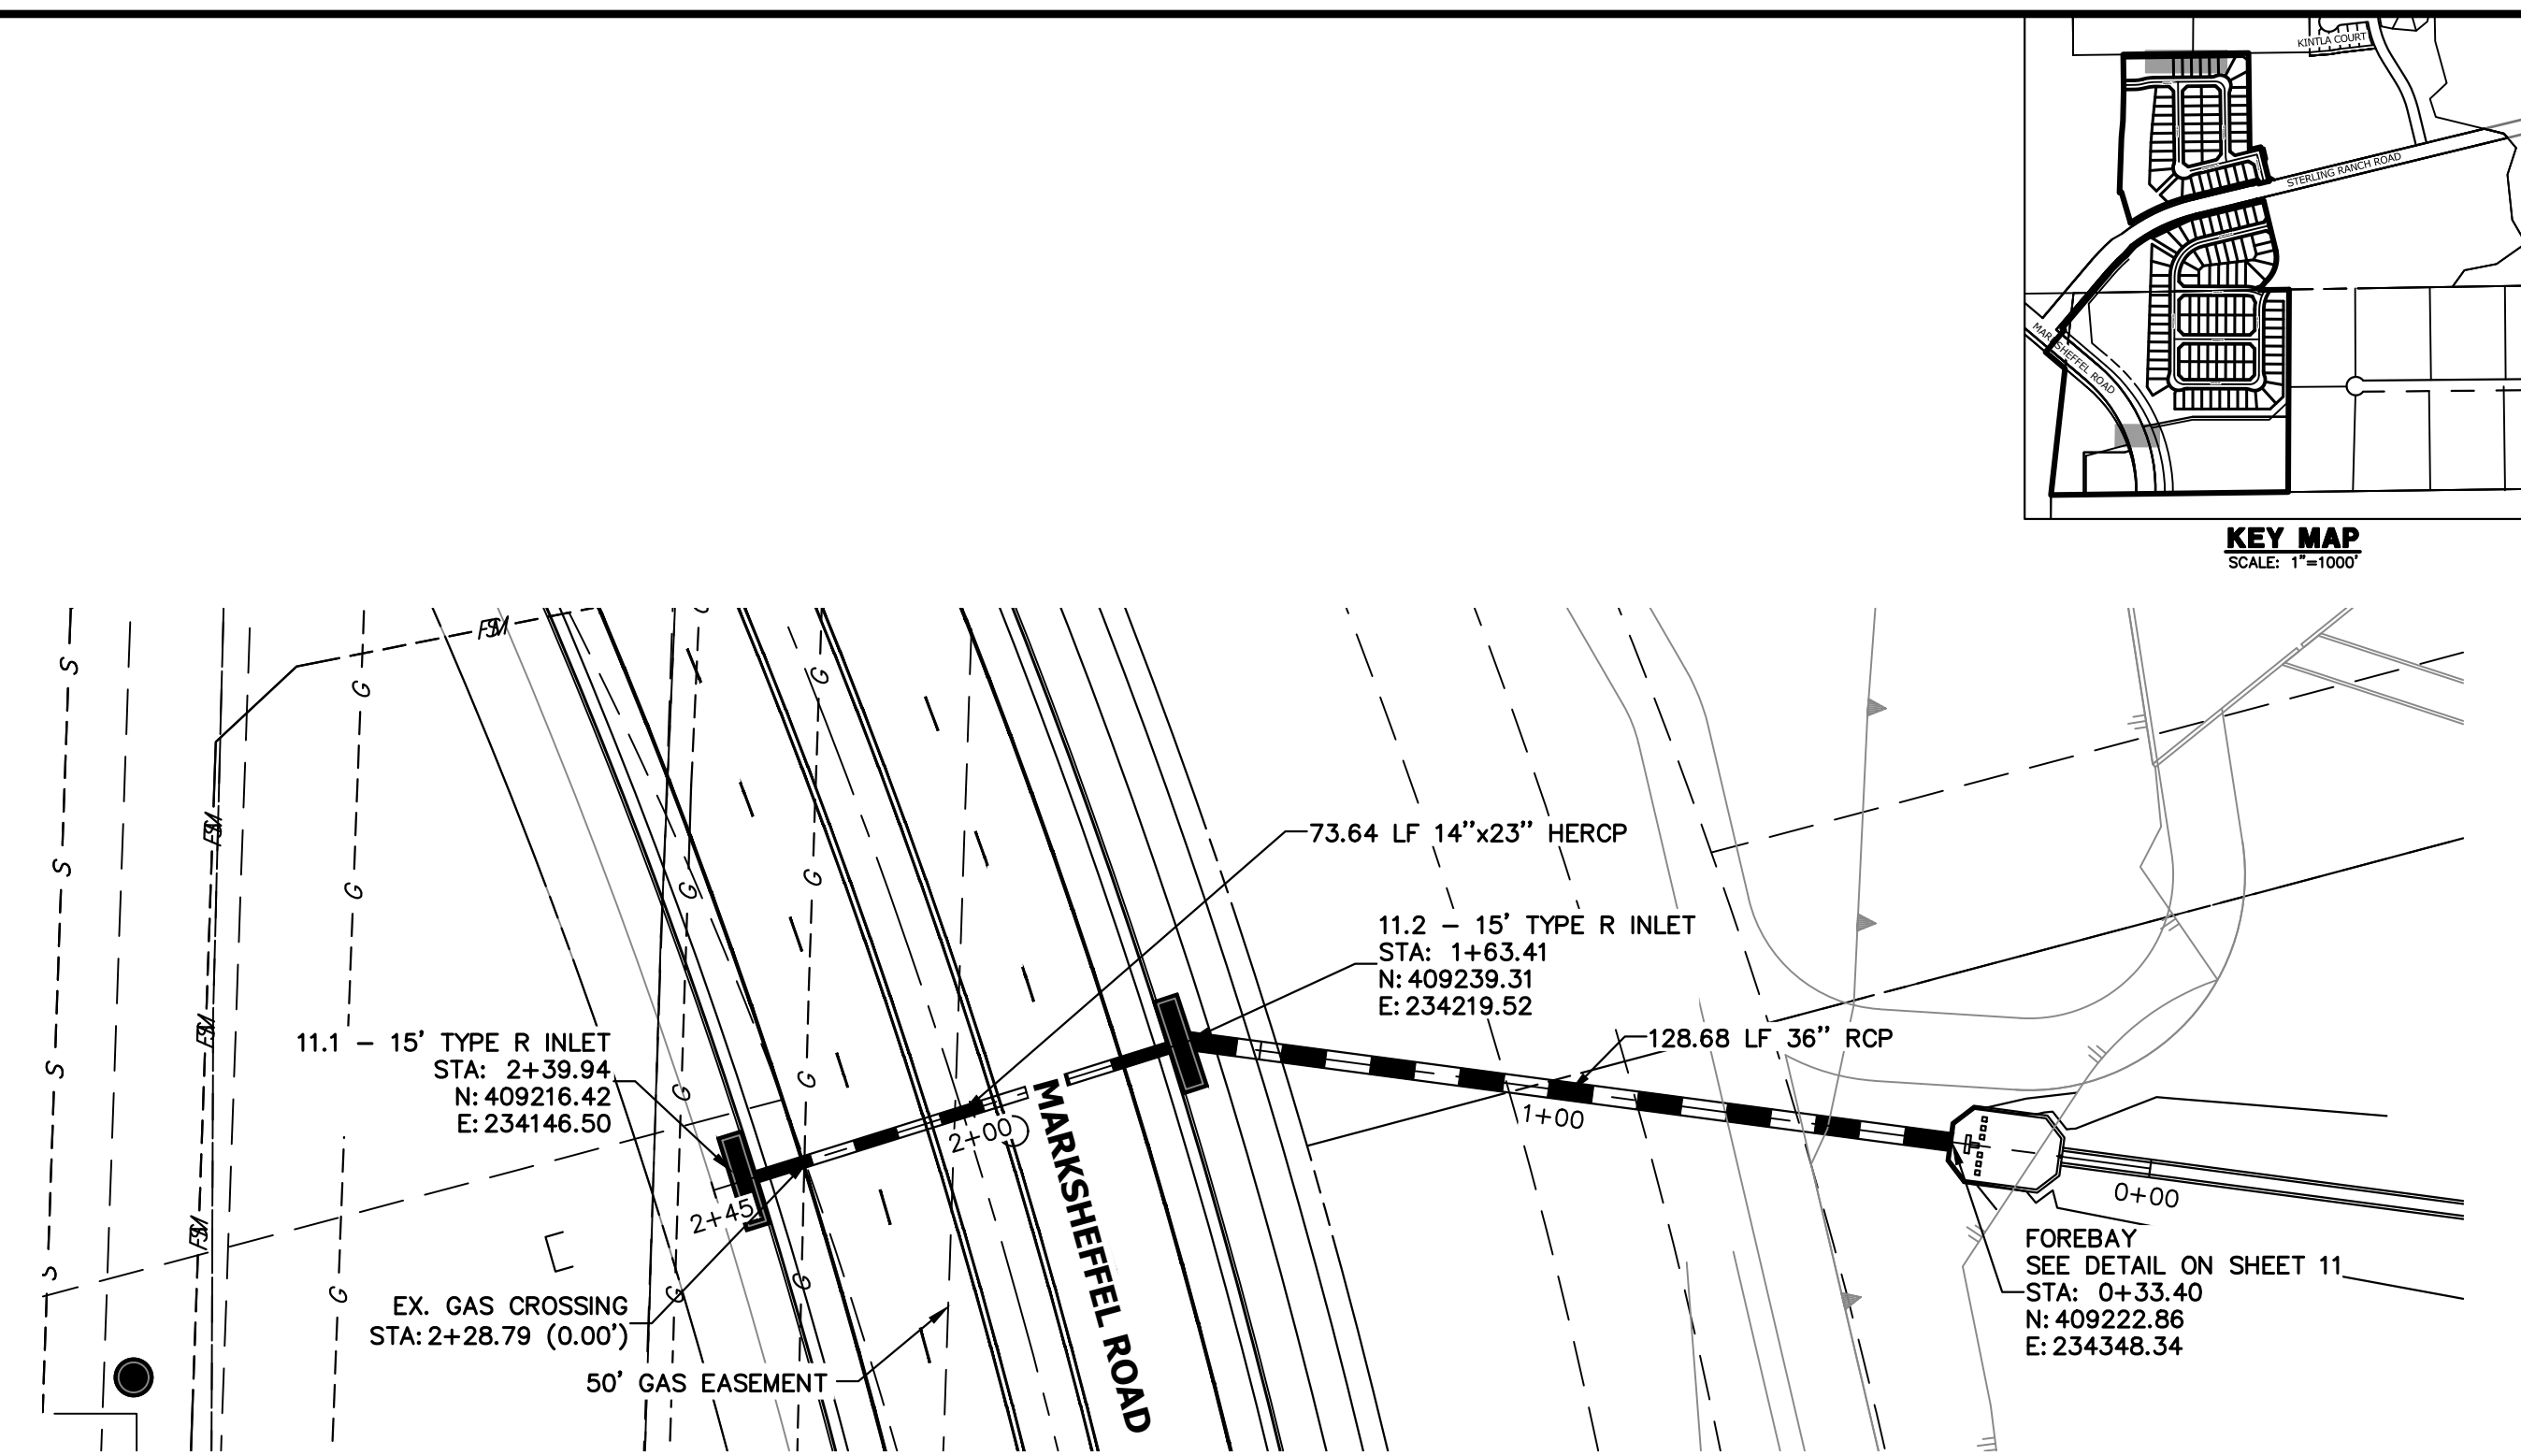 KINTLA COURT
STERLING RANCH ROAD
MARKSHEFFEL ROAD
KEY MAP
SCALE: 1"=1000'
FSM
S
G
G
S
FSM
G
G
G
S
73.64 LF 14”x23” HERCP
11.2 – 15’ TYPE R INLET
STA: 1+63.41
N: 409239.31
E: 234219.52
11.1 – 15’ TYPE R INLET
STA: 2+39.94
N: 409216.42
E: 234146.50
FSM
S
G
G
128.68 LF 36” RCP
2+00
1+00
MARKSHEFFEL ROAD
2+45
0+00
FSM
S
G
G
G
EX. GAS CROSSING
STA: 2+28.79 (0.00’)
50’ GAS EASEMENT
FOREBAY
SEE DETAIL ON SHEET 11
STA: 0+33.40
N: 409222.86
E: 234348.34